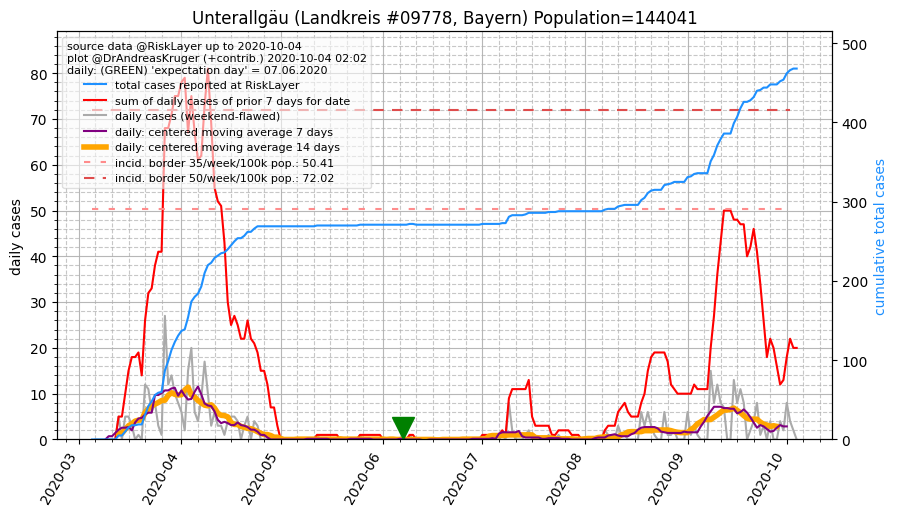 Unterallgäu (Landkreis #09778, Bayern) Population=144041
source data @RiskLayer up to 2020-10-04
plot @DrAndreasKruger (+contrib.) 2020-10-04 02:02
daily: (GREEN) 'expectation day' = 07.06.2020
total cases reported at RiskLayer
sum of daily cases of prior 7 days for date
daily cases (weekend-flawed)
daily: centered moving average 7 days
daily: centered moving average 14 days
incid. border 35/week/100k pop.: 50.41
incid. border 50/week/100k pop.: 72.02
daily cases
80
70
60
50
40
30
20
10
0
500
400
300
200
100
0
cumulative total cases
2020-03
2020-04
2020-05
2020-06
2020-07
2020-08
2020-09
2020-10